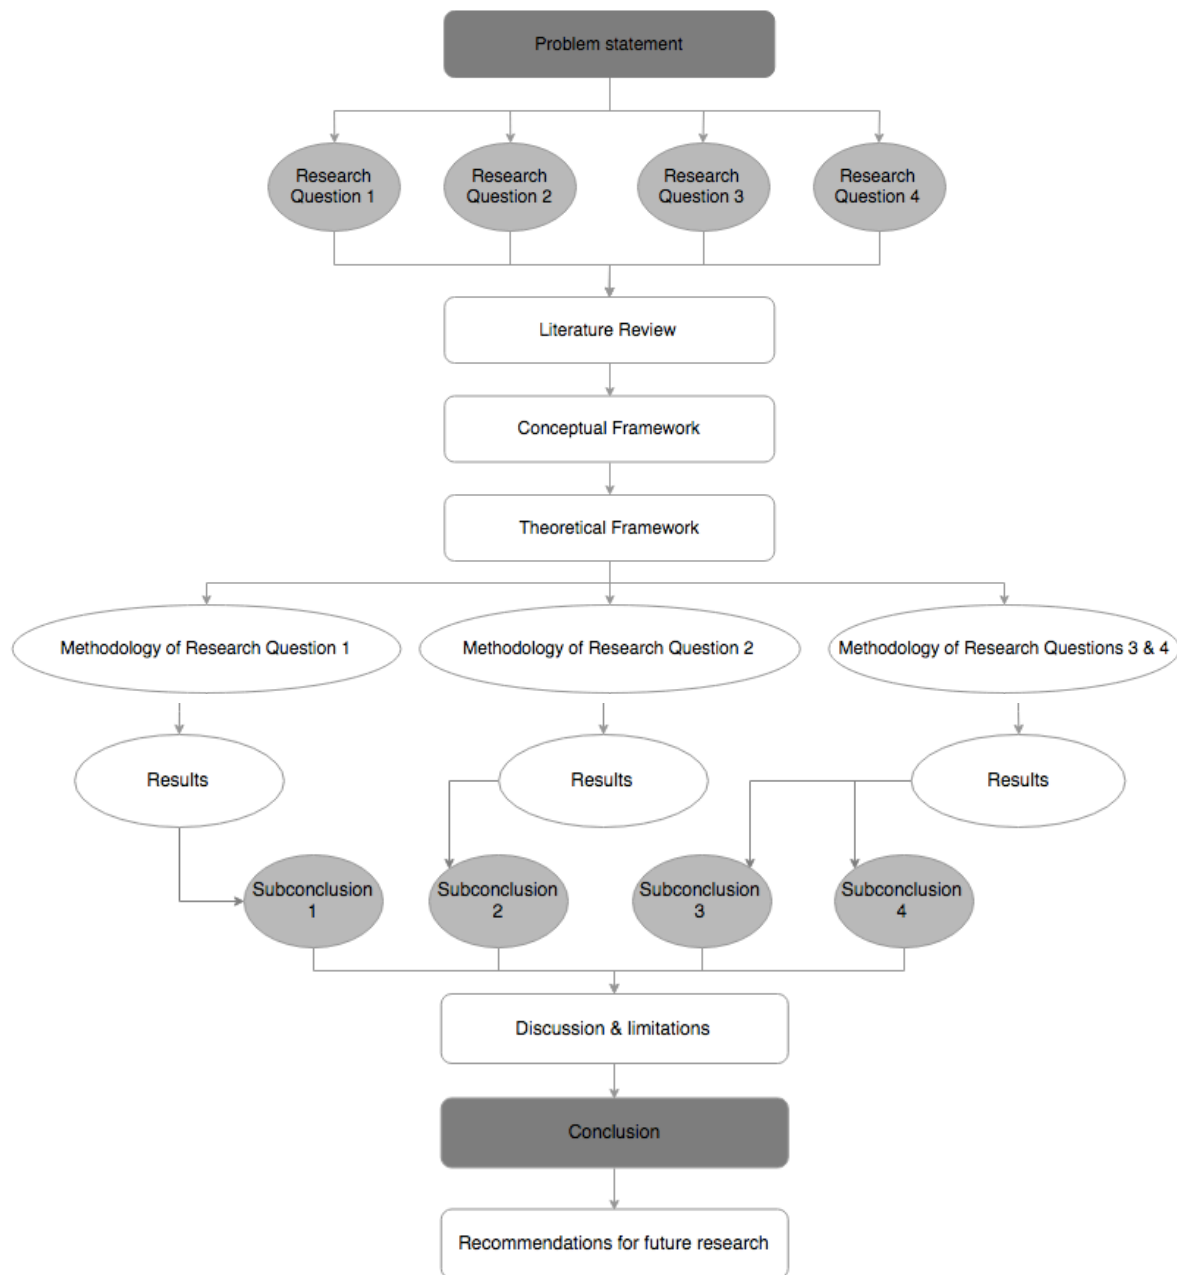 Problem statement
Research
Question 1
Research
Question 2
Research
Question 3
Research
Question 4
Literature Review
Conceptual Framework
Theoretical Framework
Methodology of Research Question 1
Methodology of Research Question 2
Methodology of Research Questions 3 & 4
Results
Results
Results
Subconclusion
1
Subconclusion
2
Subconclusion
3
Subconclusion
4
Discussion & limitations
Conclusion
Recommendations for future research